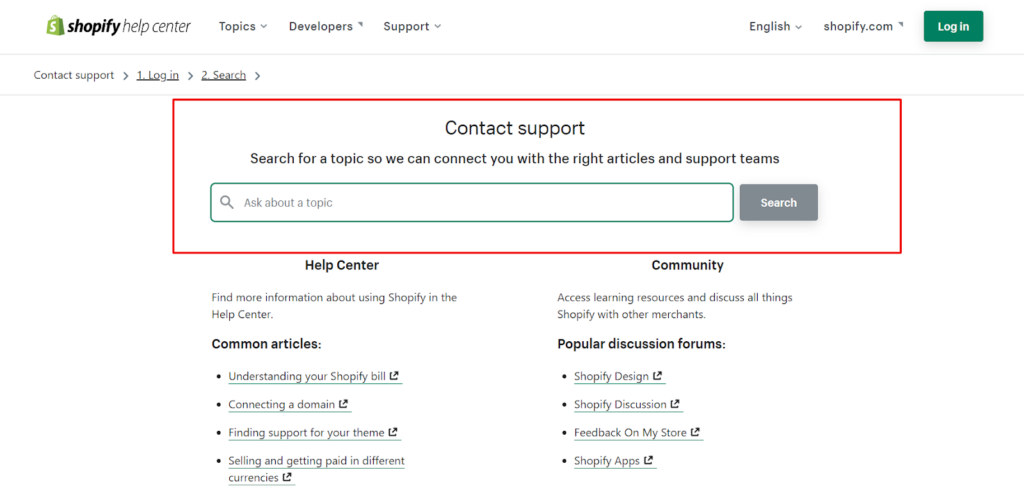 shopify help center Topics Developers Support English shopify.com Log in
Contact support > 1. Log in > 2. Search >
Contact support
Search for a topic so we can connect you with the right articles and support teams
Ask about a topic Search
Help Center
Find more information about using Shopify in the
Help Center.
Common articles:
• Understanding your Shopify bill
• Connecting a domain
• Finding support for your theme
• Selling and getting paid in different
currencies
Community
Access learning resources and discuss all things
Shopify with other merchants.
Popular discussion forums:
• Shopify Design
• Shopify Discussion
• Feedback On My Store
• Shopify Apps